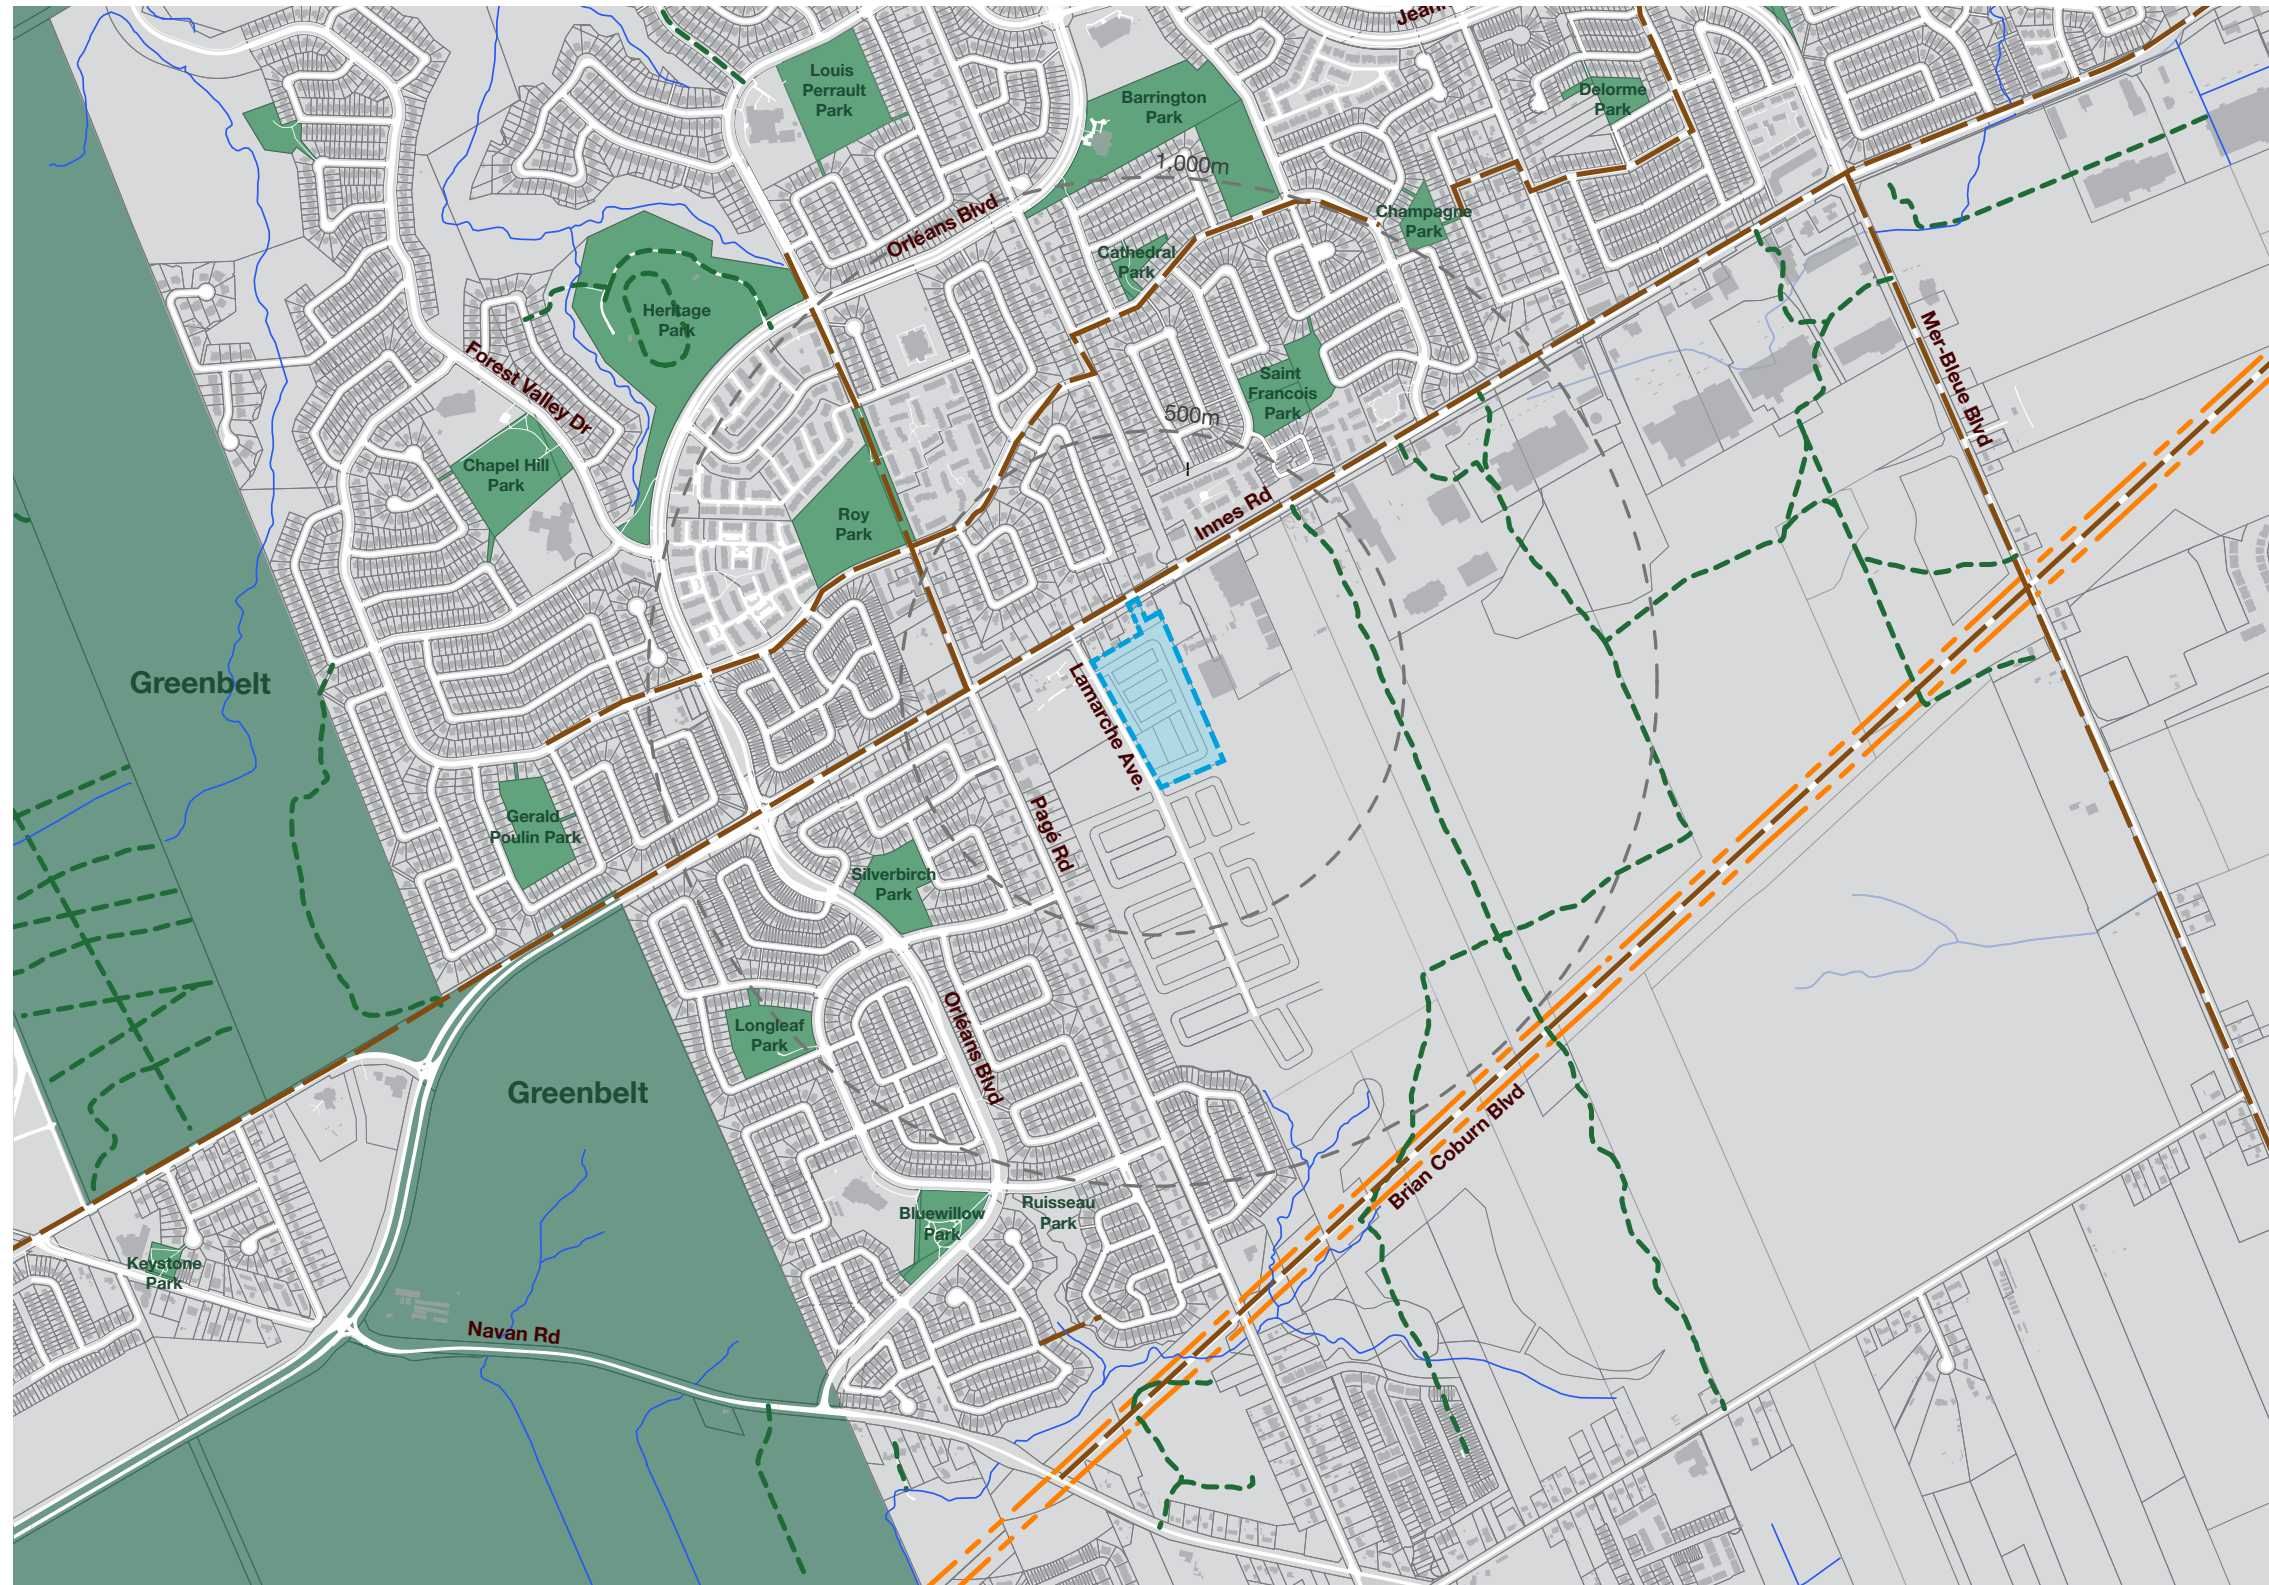 Jeann
Louis
Perrault
Park
Barrington
Park
Delorme
Park
1,000m
Orléans Blvd
Champagne
Park
Cathedral
Park
Heritage
Park
Forest Valley Dr
Mer-Bleue Blvd
Saint
Francois
Park
500m
Chapel Hill
Park
Roy
Park
Innes Rd
Greenbelt
Lamarche Ave.
Gerald
Poulin Park
Pagé Rd
Silverbirch
Park
Longleaf
Park
Orléans Blvd
Greenbelt
Brian Coburn Blvd
Ruisseau
Park
Bluewillow
Park
Keystone
Park
Navan Rd